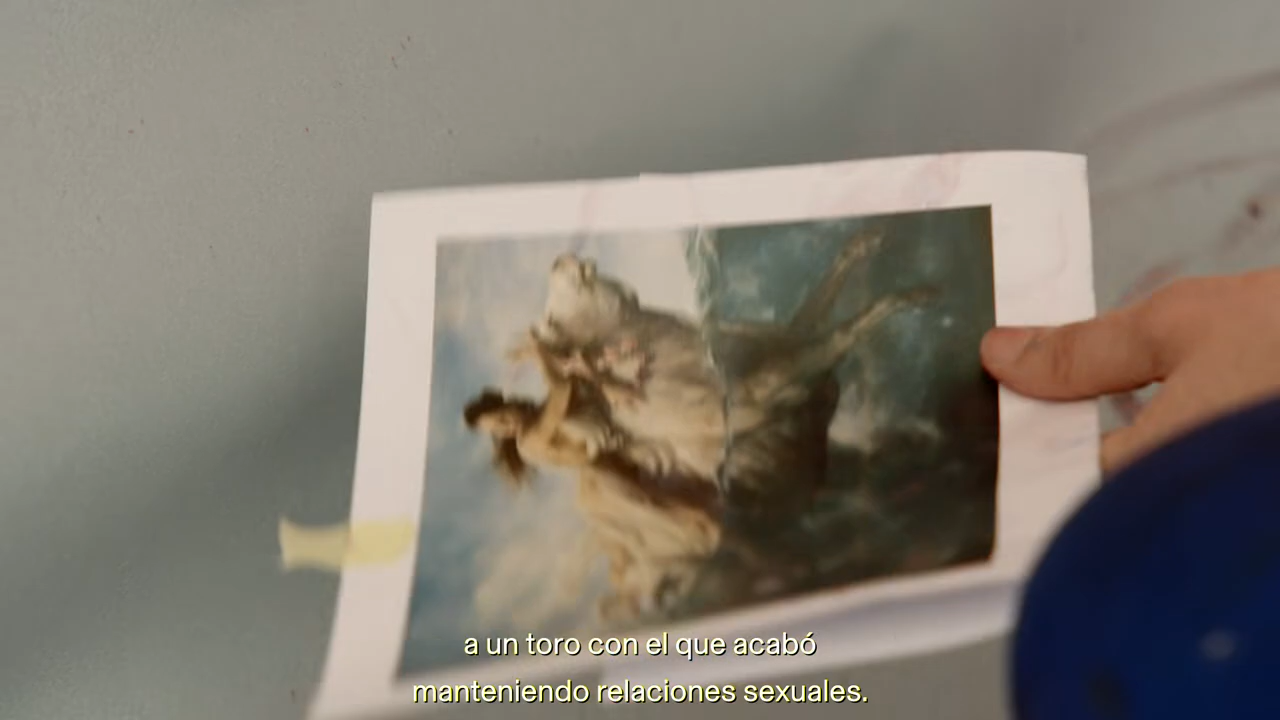 a un toro con el que acabó
manteniendo relaciones sexuales.